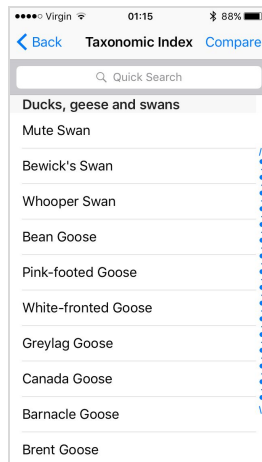 Virgin 01:15 88%
Back Taxonomic Index Compare
Quick Search
Ducks, geese and swans
Mute Swan
Bewick's Swan
Whooper Swan
Bean Goose
Pink-footed Goose
White-fronted Goose
Greylag Goose
Canada Goose
Barnacle Goose
Brent Goose